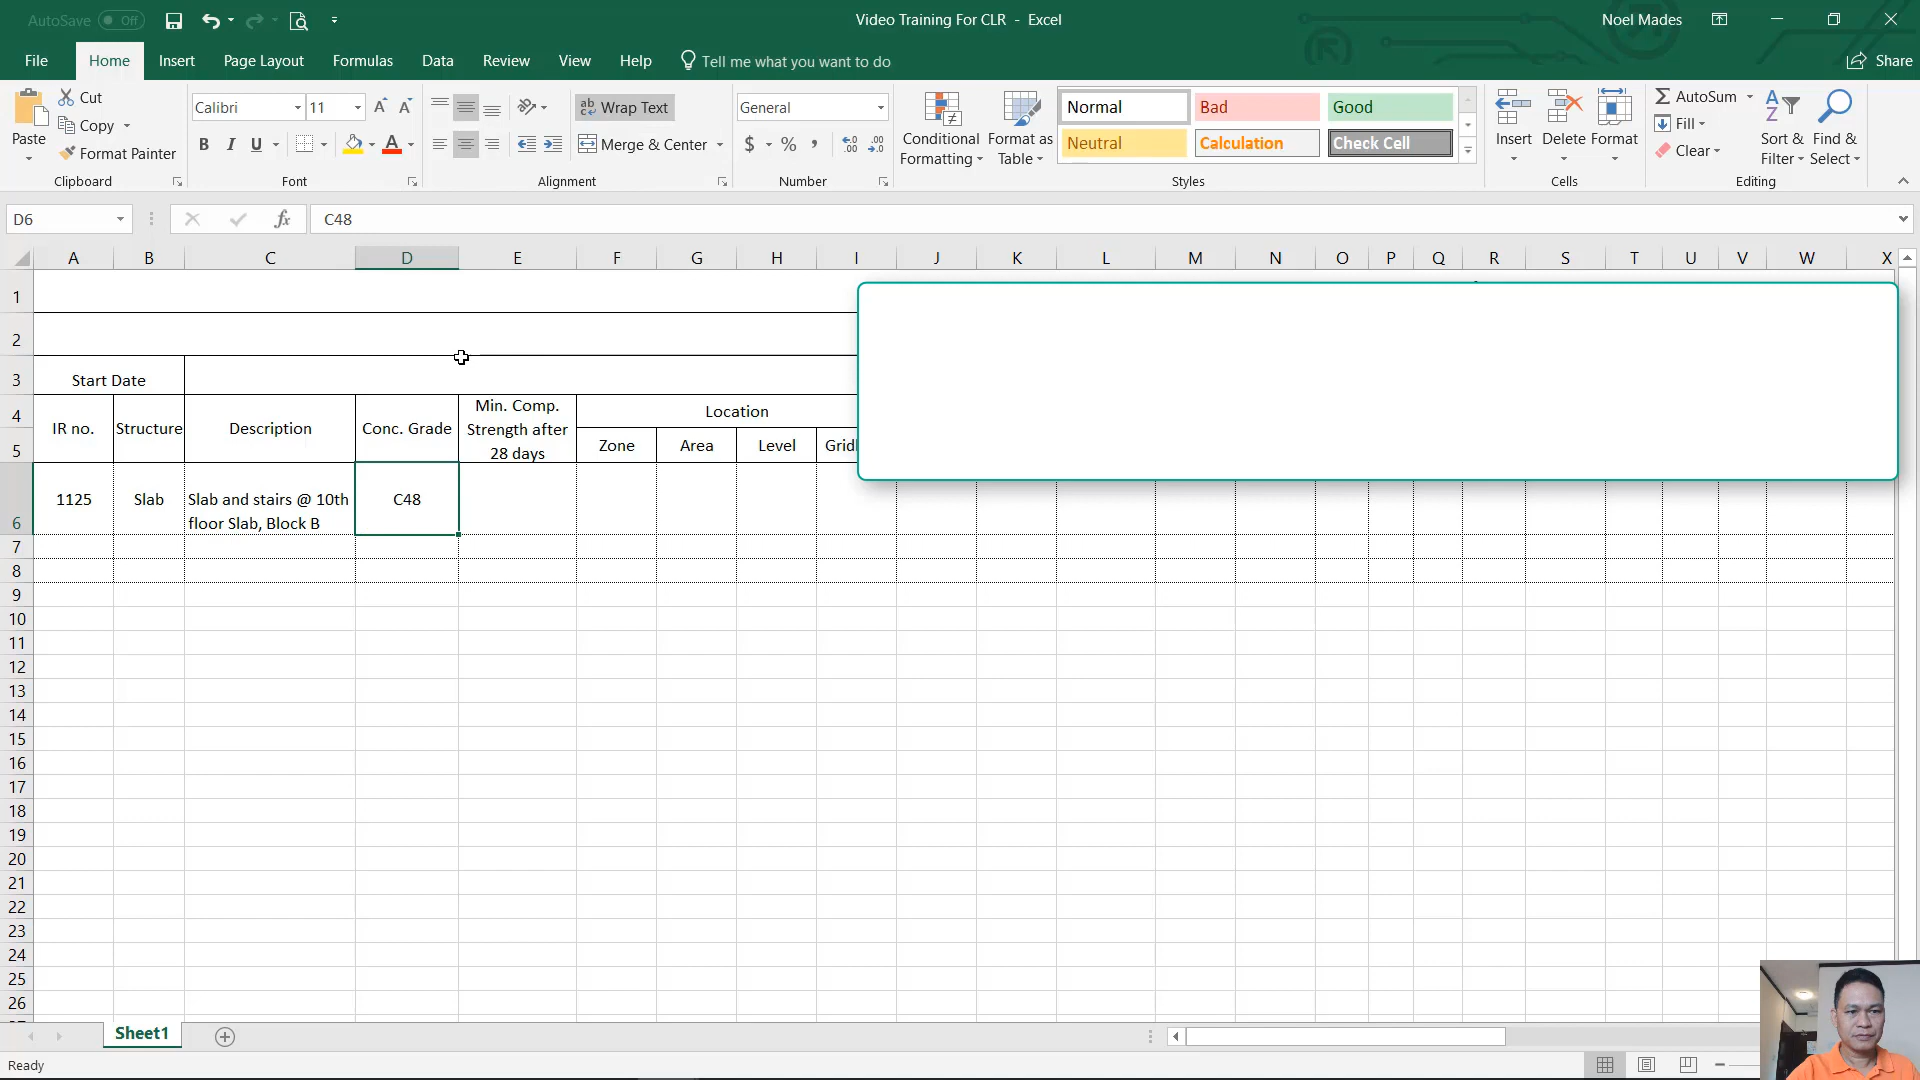 AutoSave Off
Video Training For CLR - Excel
Noel Mades
File Home Insert Page Layout Formulas Data Review View Help Tell me what you want to do
Share
Paste
Cut
Copy
Format Painter
Clipboard
Calibri 11
B I U
Font
Wrap Text
Merge & Center
Alignment
General
$ % ,
Number
Conditional
Formatting
Format as
Table
Normal Bad Good
Neutral Calculation Check Cell
Styles
Insert Delete Format
Cells
AutoSum
Fill
Clear
Sort &
Filter
Find &
Select
Editing
D6
fx
C48
A B C D E F G H I J K L M N O P Q R S T U V W X
1
2
3 Start Date
4 IR no. Structure Description Conc. Grade Min. Comp.
Strength after
28 days
Location
5 Zone Area Level
6 1125 Slab Slab and stairs @ 10th
floor Slab, Block B
C48
7
8
9
10
11
12
13
14
15
16
17
18
19
20
21
22
23
24
25
26
Sheet1
Ready